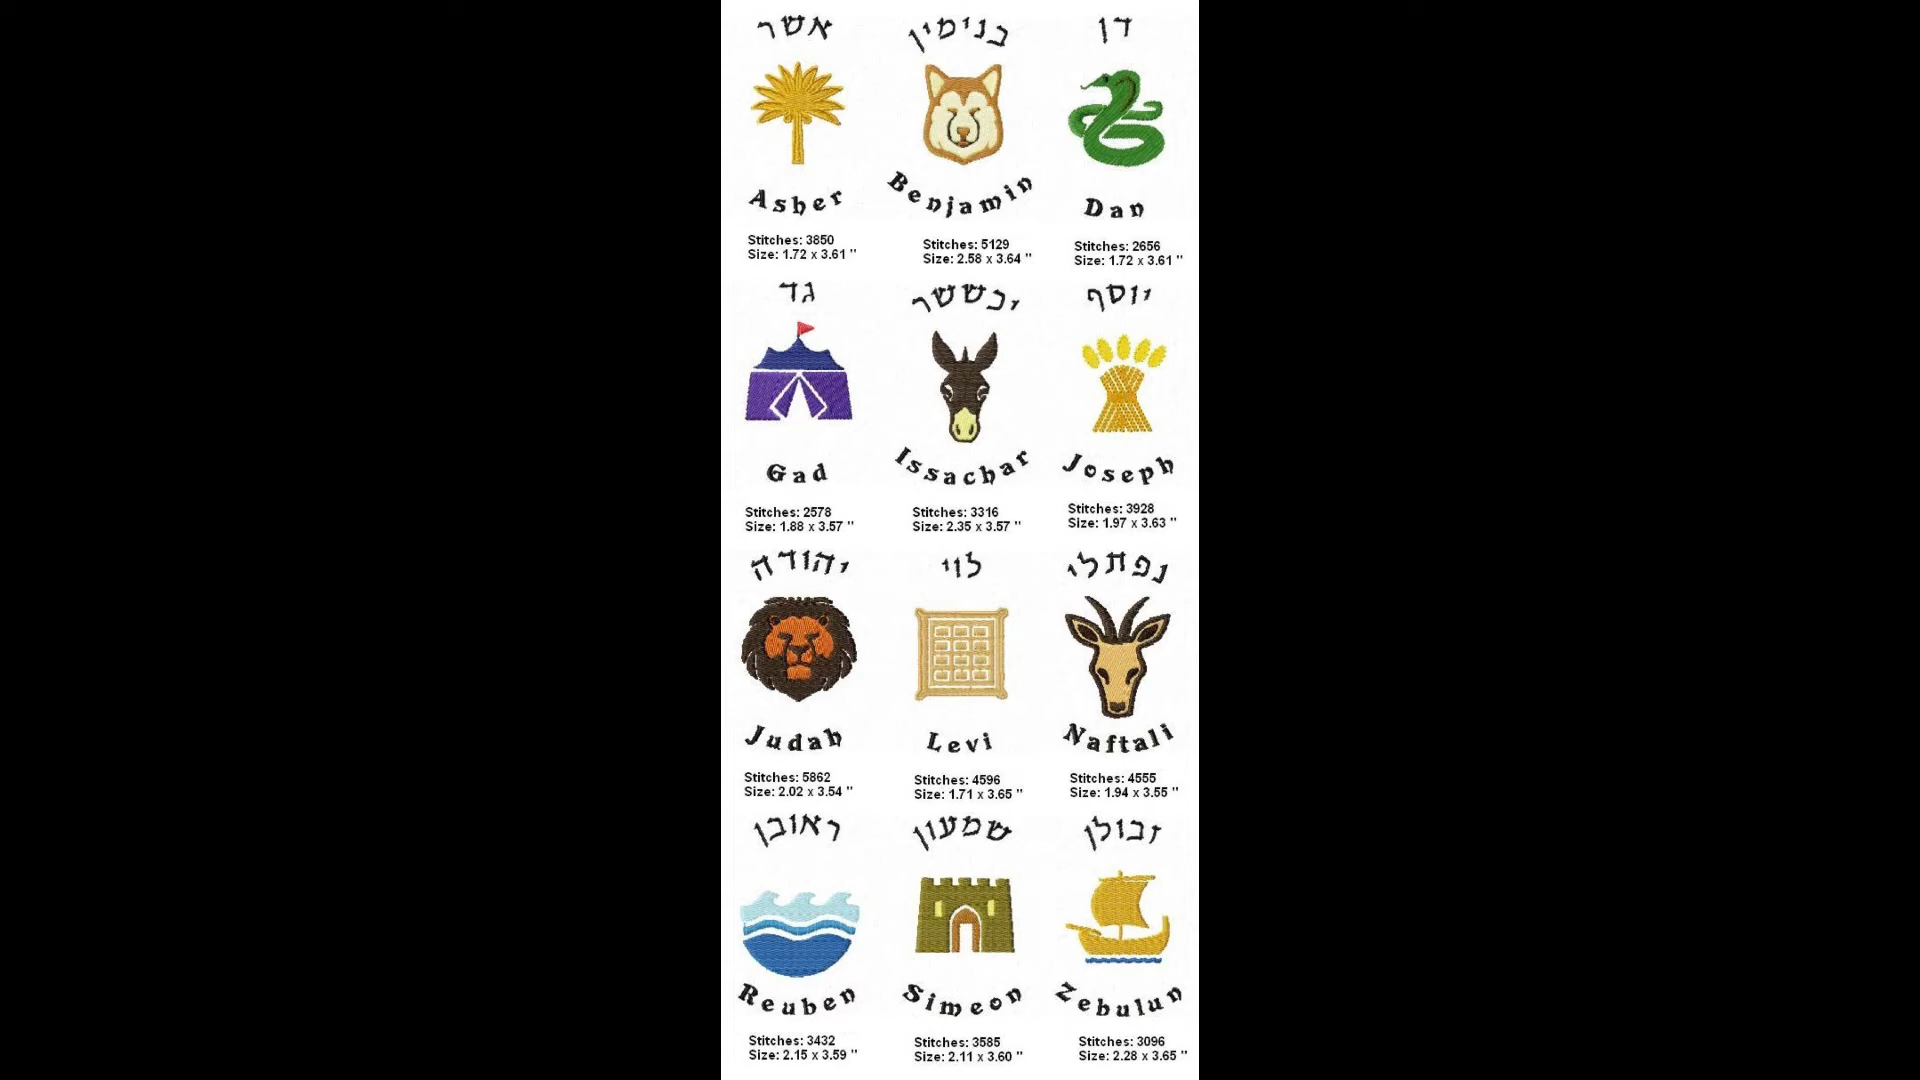 אשר
בנימין
דן
Asher
Benjamin
Dan
Stitches: 3850
Size: 1.72 x 3.61 "
Stitches: 5129
Size: 2.58 x 3.64 "
Stitches: 2656
Size: 1.72 x 3.61 "
גד
יכששר
יוסף
Gad
Issachar
Joseph
Stitches: 2578
Size: 1.88 x 3.57 "
Stitches: 3316
Size: 2.35 x 3.57 "
Stitches: 3928
Size: 1.97 x 3.63 "
יהודה
לוי
נפתלי
Judah
Levi
Naftali
Stitches: 5862
Size: 2.02 x 3.54 "
Stitches: 4596
Size: 1.71 x 3.65 "
Stitches: 4555
Size: 1.94 x 3.55 "
ראובן
שמעון
זבולן
Reuben
Simeon
Zebulun
Stitches: 3432
Size: 2.15 x 3.59 "
Stitches: 3585
Size: 2.11 x 3.60 "
Stitches: 3096
Size: 2.28 x 3.65 "